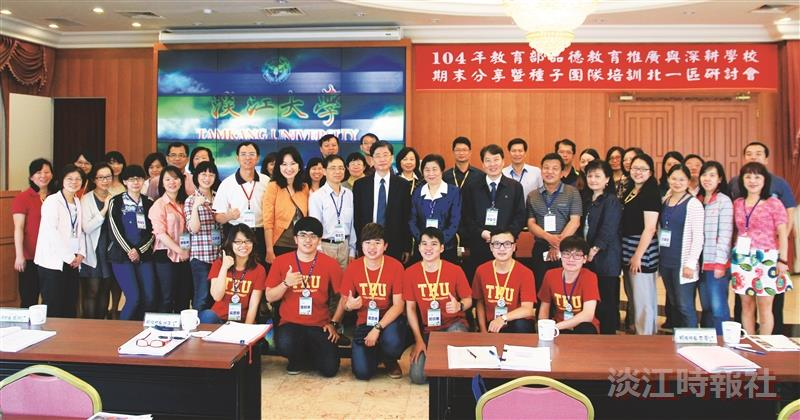 104年教育部品德教育推廣與深耕學校
期末分享暨種子團隊培訓北一區研討會
淡江大學
TAMKANG UNIVERSITY
TKU
TKU
TKU
TKU
TKU
TKU
淡江時報社